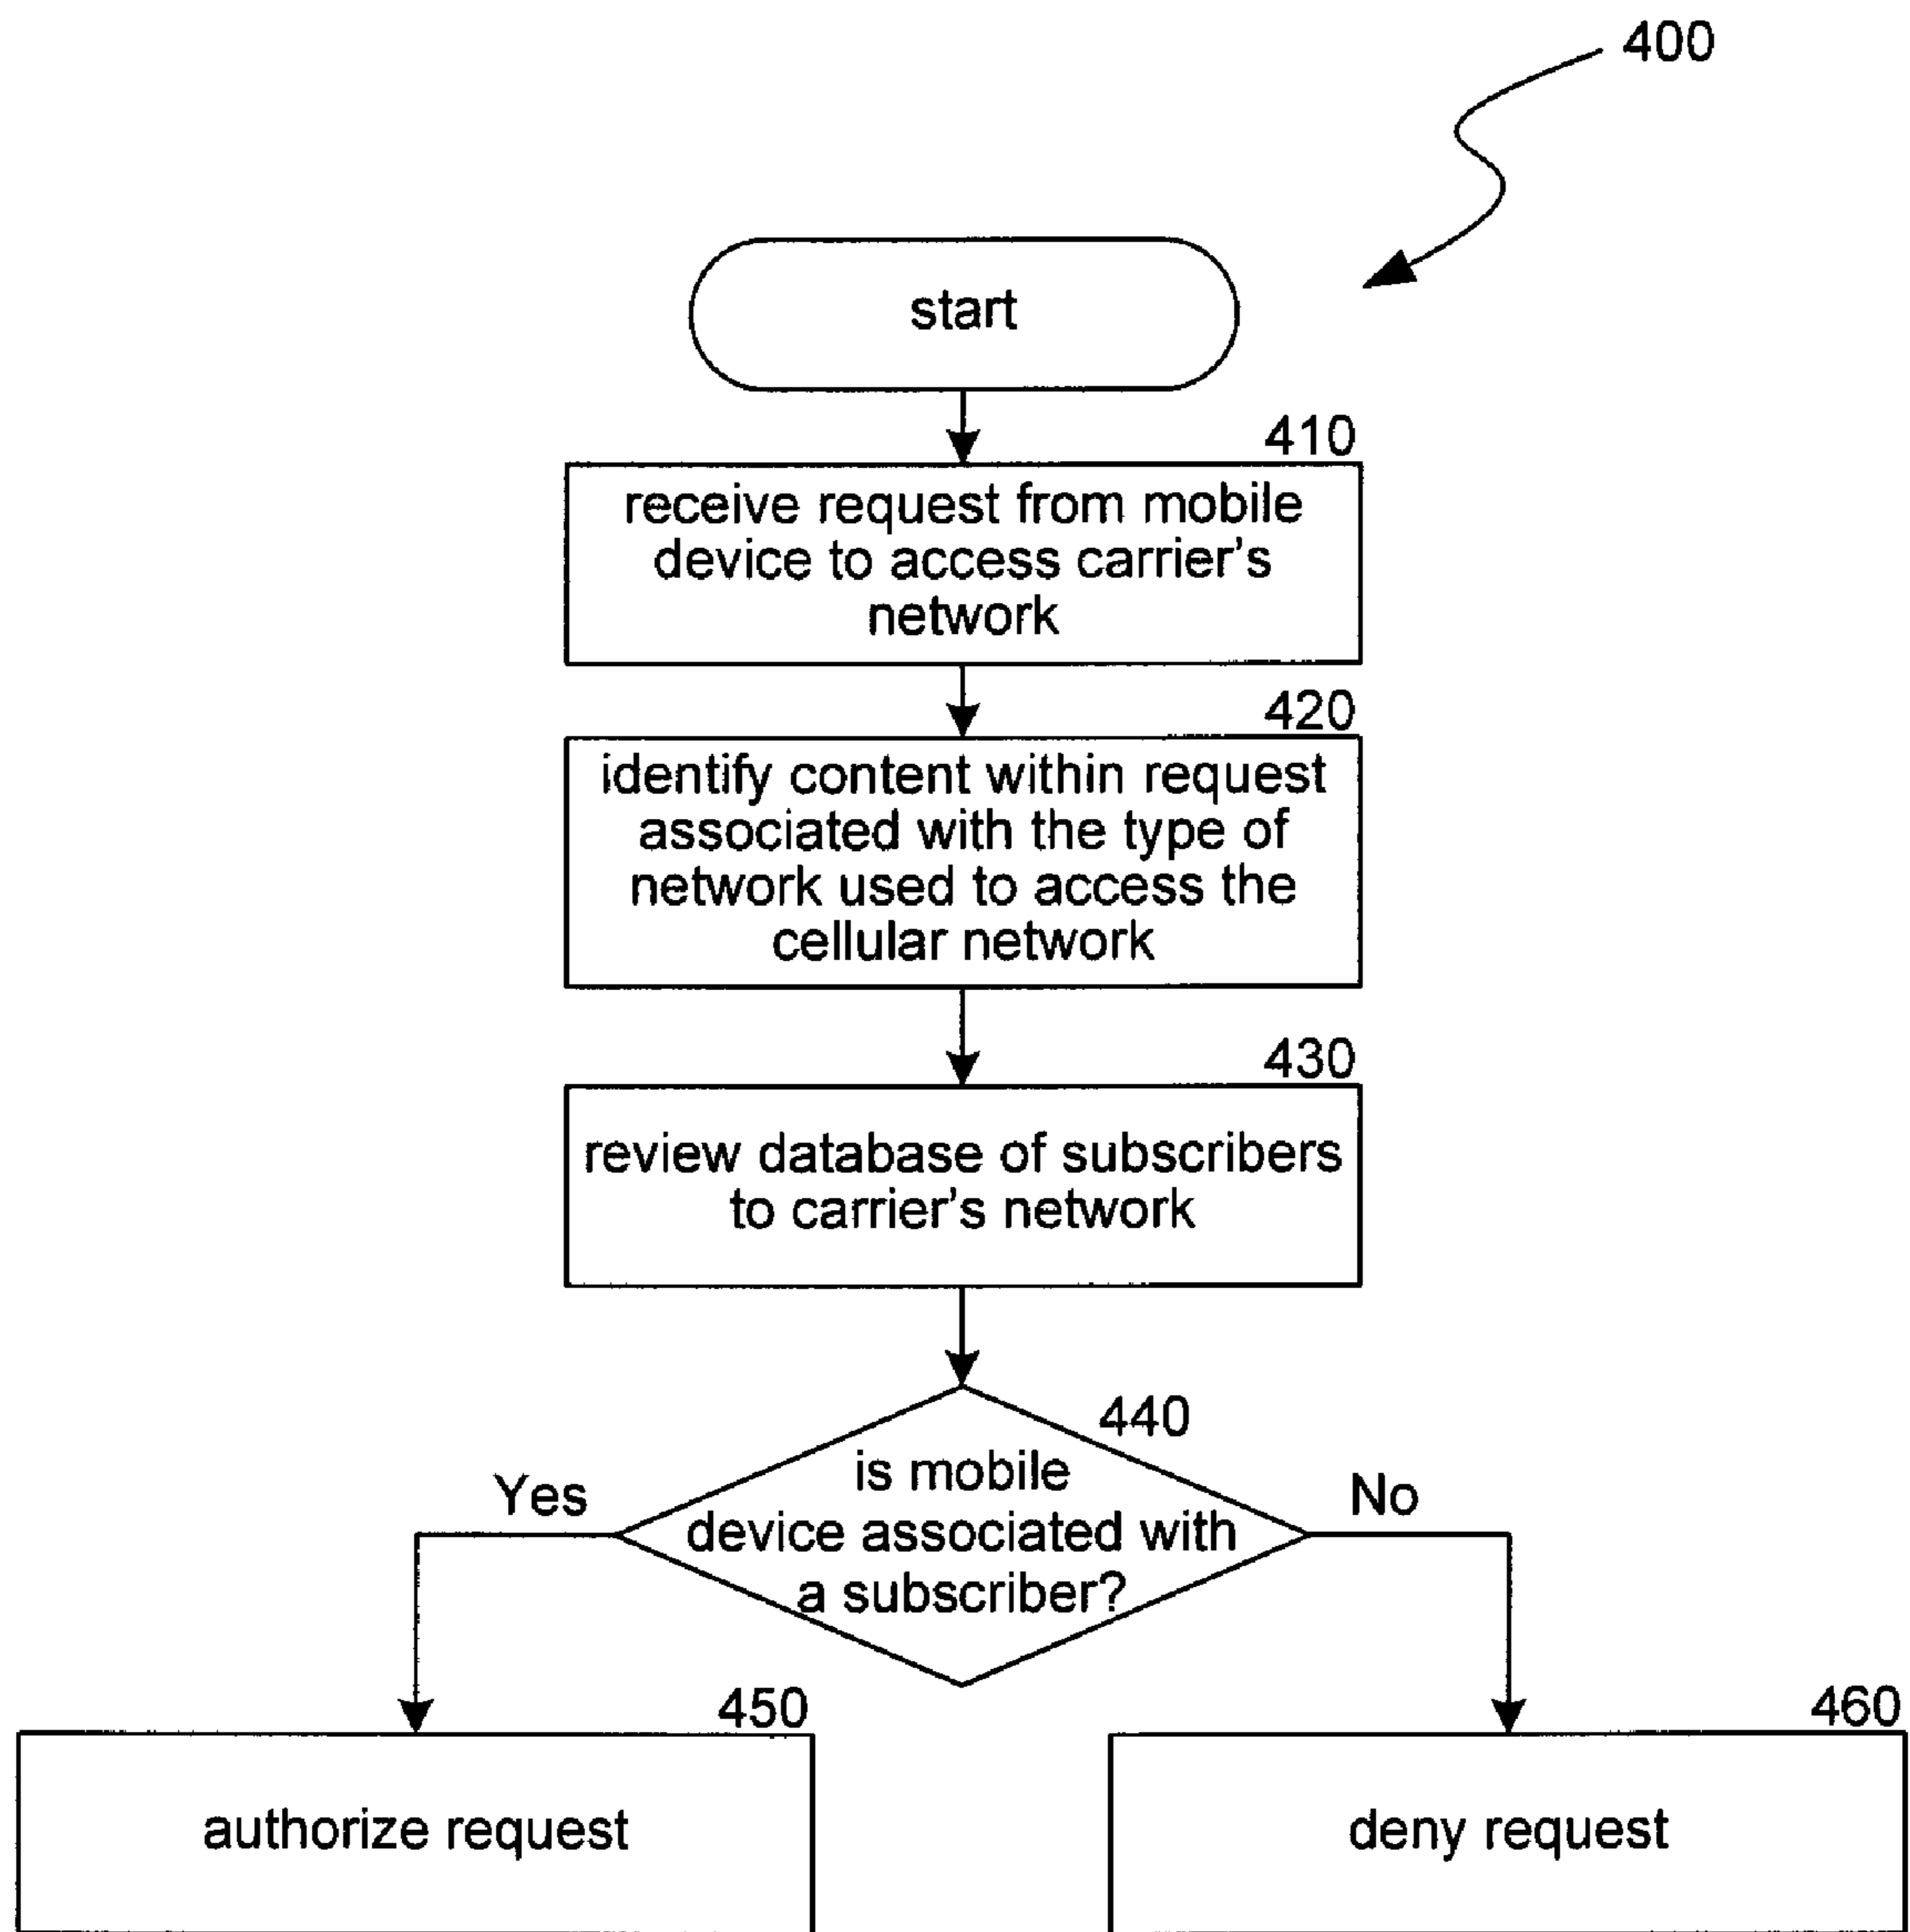 400
start
410
receive request from mobile
device to access carrier's
network
420
identify content within request
associated with the type of
network used to access the
cellular network
430
review database of subscribers
to carrier's network
440
is mobile
device associated with
a subscriber?
Yes
No
450
authorize request
460
deny request